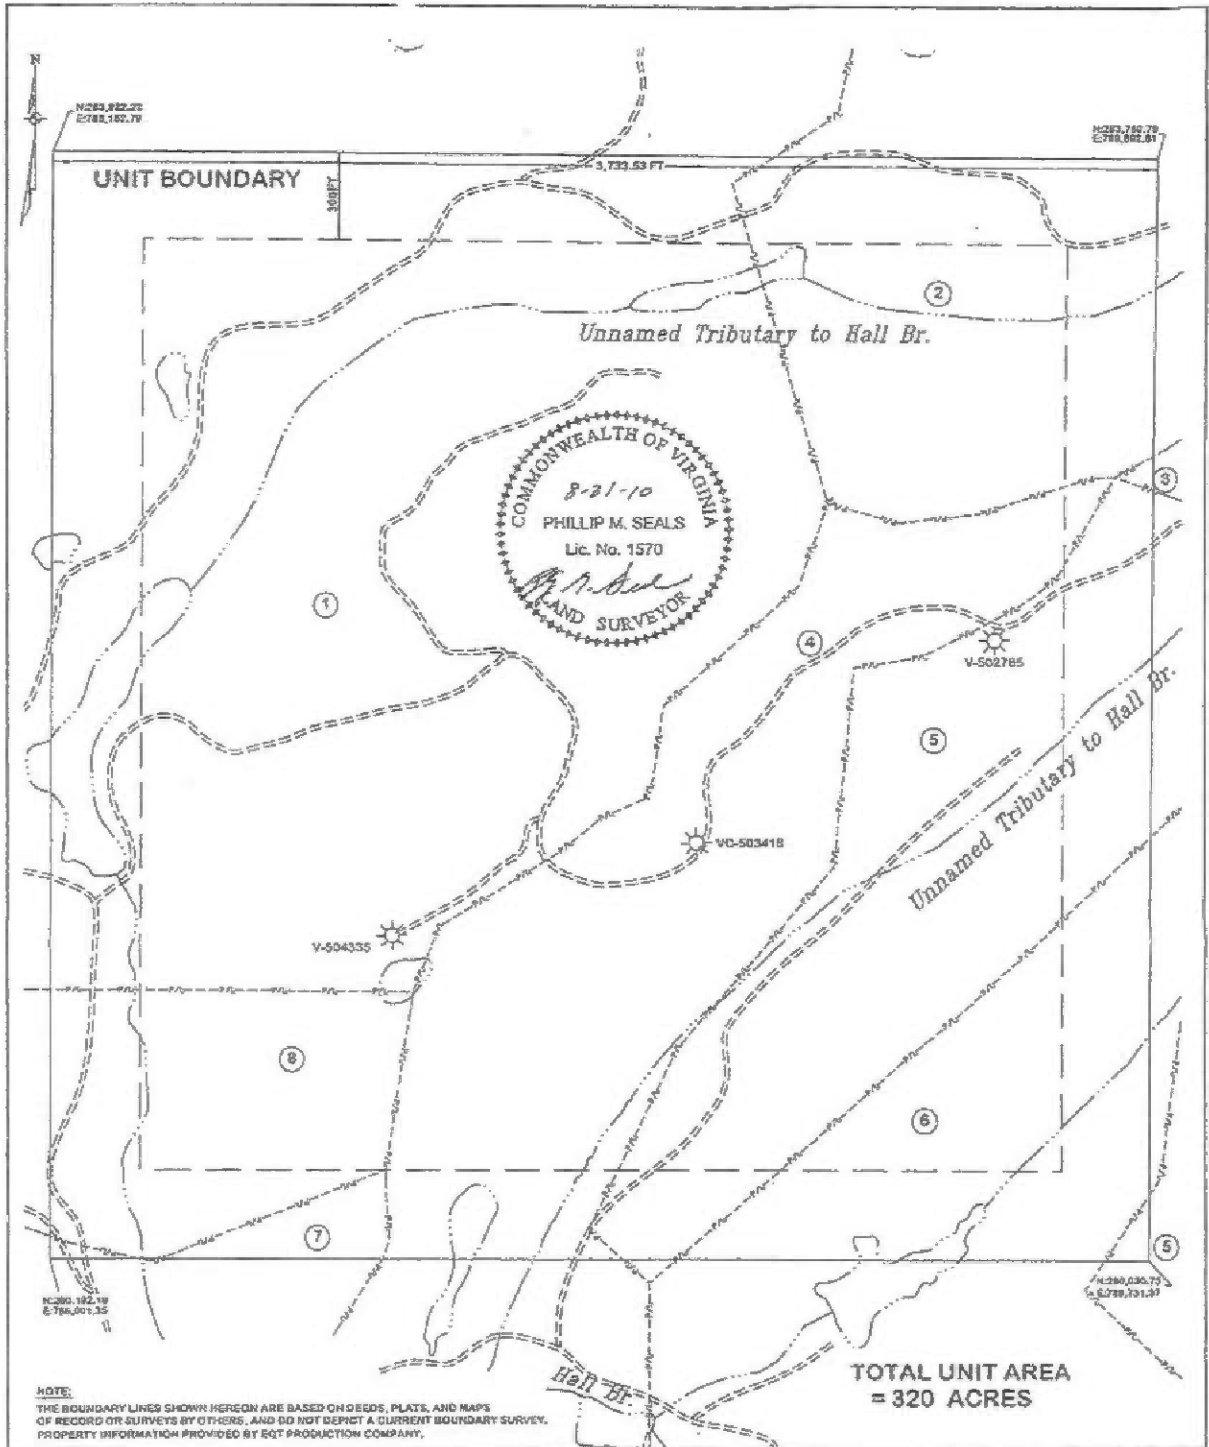 N
UNIT BOUNDARY
300FT
3,733.53 FT
2
Unnamed Tributary to Hall Br.
COMMONWEALTH OF VIRGINIA
8-21-10
PHILLIP M. SEALS
Lic. No. 1570
LAND SURVEYOR
3
1
4
V-502785
5
Unnamed Tributary to Hall Br.
VC-503418
V-504335
8
6
7
5
Hall Br.
TOTAL UNIT AREA
= 320 ACRES
NOTE:
THE BOUNDARY LINES SHOWN HEREON ARE BASED ON DEEDS, PLATS, AND MAPS
OF RECORD OR SURVEYS BY OTHERS, AND DO NOT DEPICT A CURRENT BOUNDARY SURVEY.
PROPERTY INFORMATION PROVIDED BY EQT PRODUCTION COMPANY.